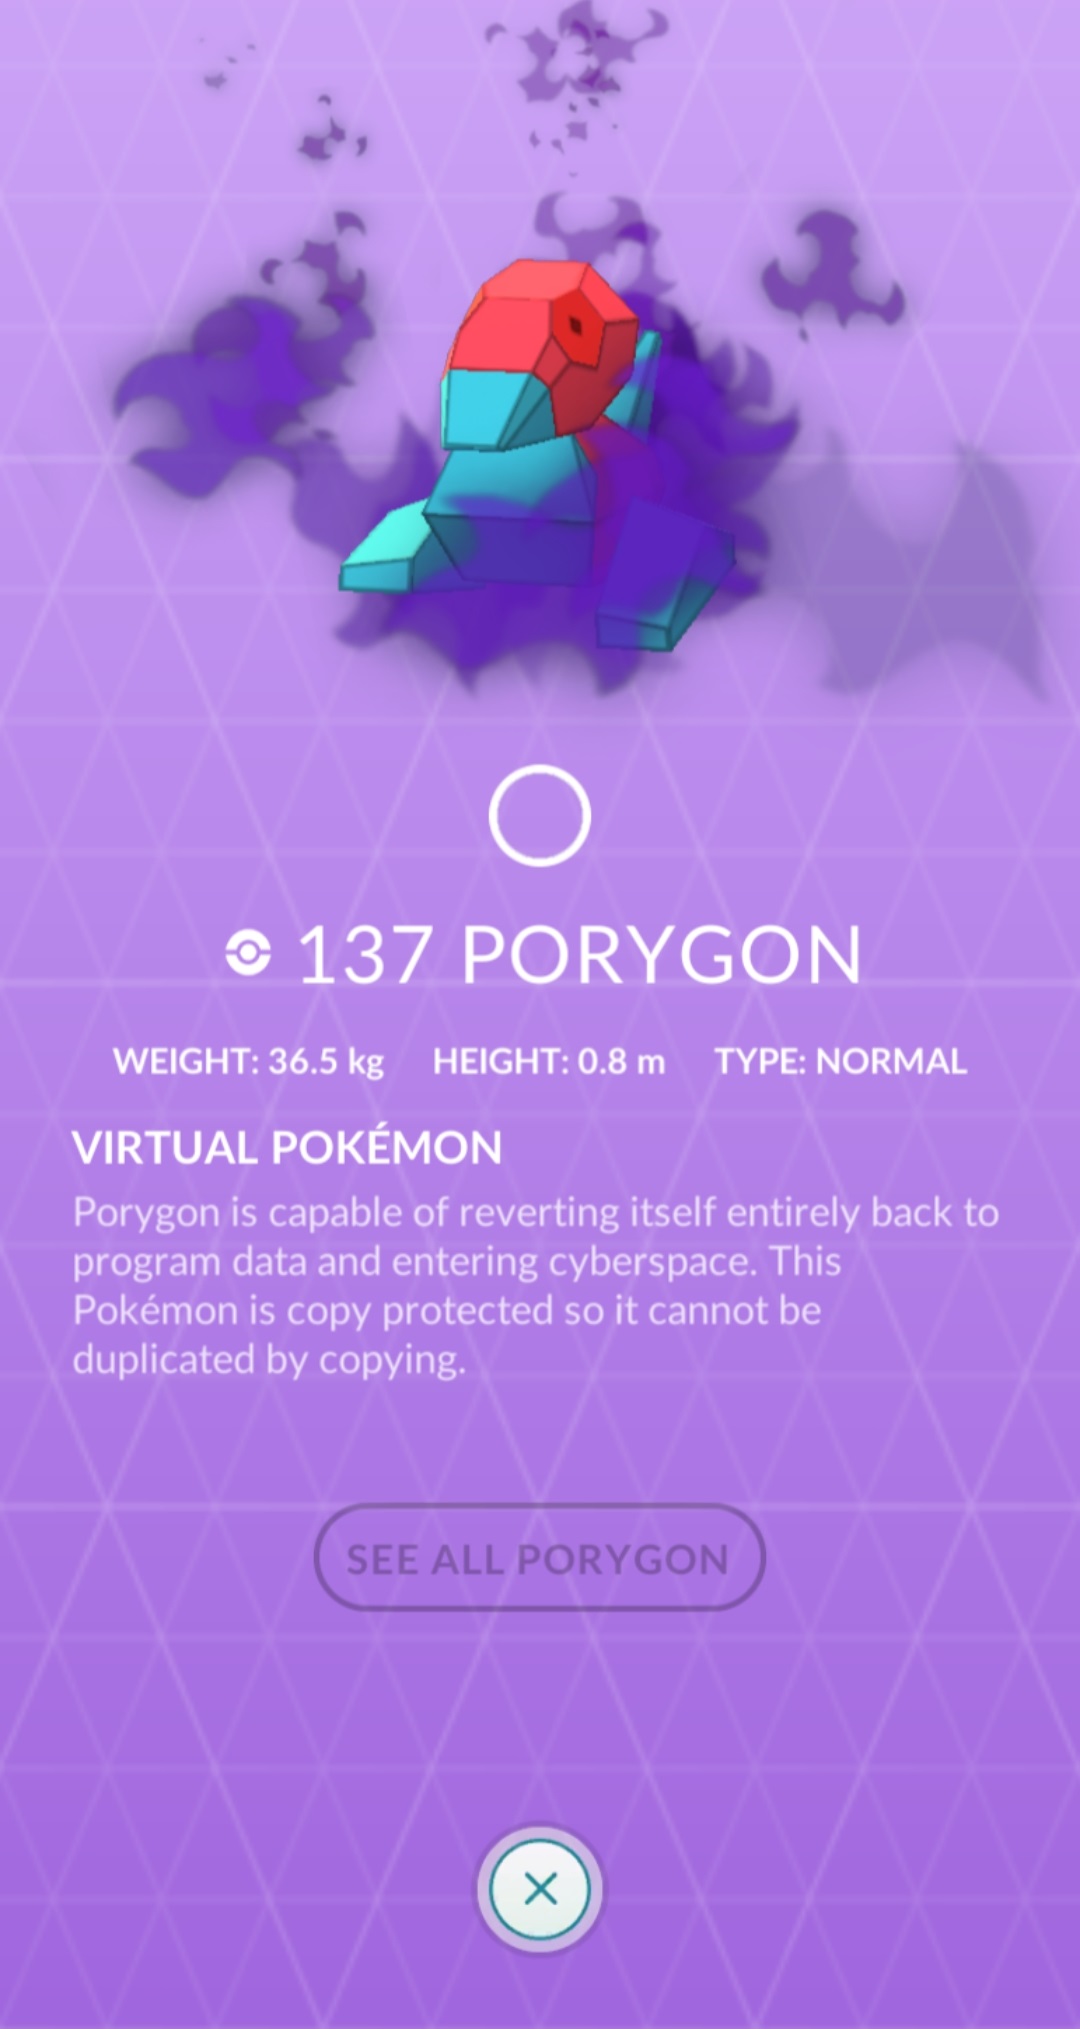 137 PORYGON
WEIGHT: 36.5 kg HEIGHT: 0.8 m TYPE: NORMAL
VIRTUAL POKÉMON
Porygon is capable of reverting itself entirely back to
program data and entering cyberspace. This
Pokémon is copy protected so it cannot be
duplicated by copying.
SEE ALL PORYGON